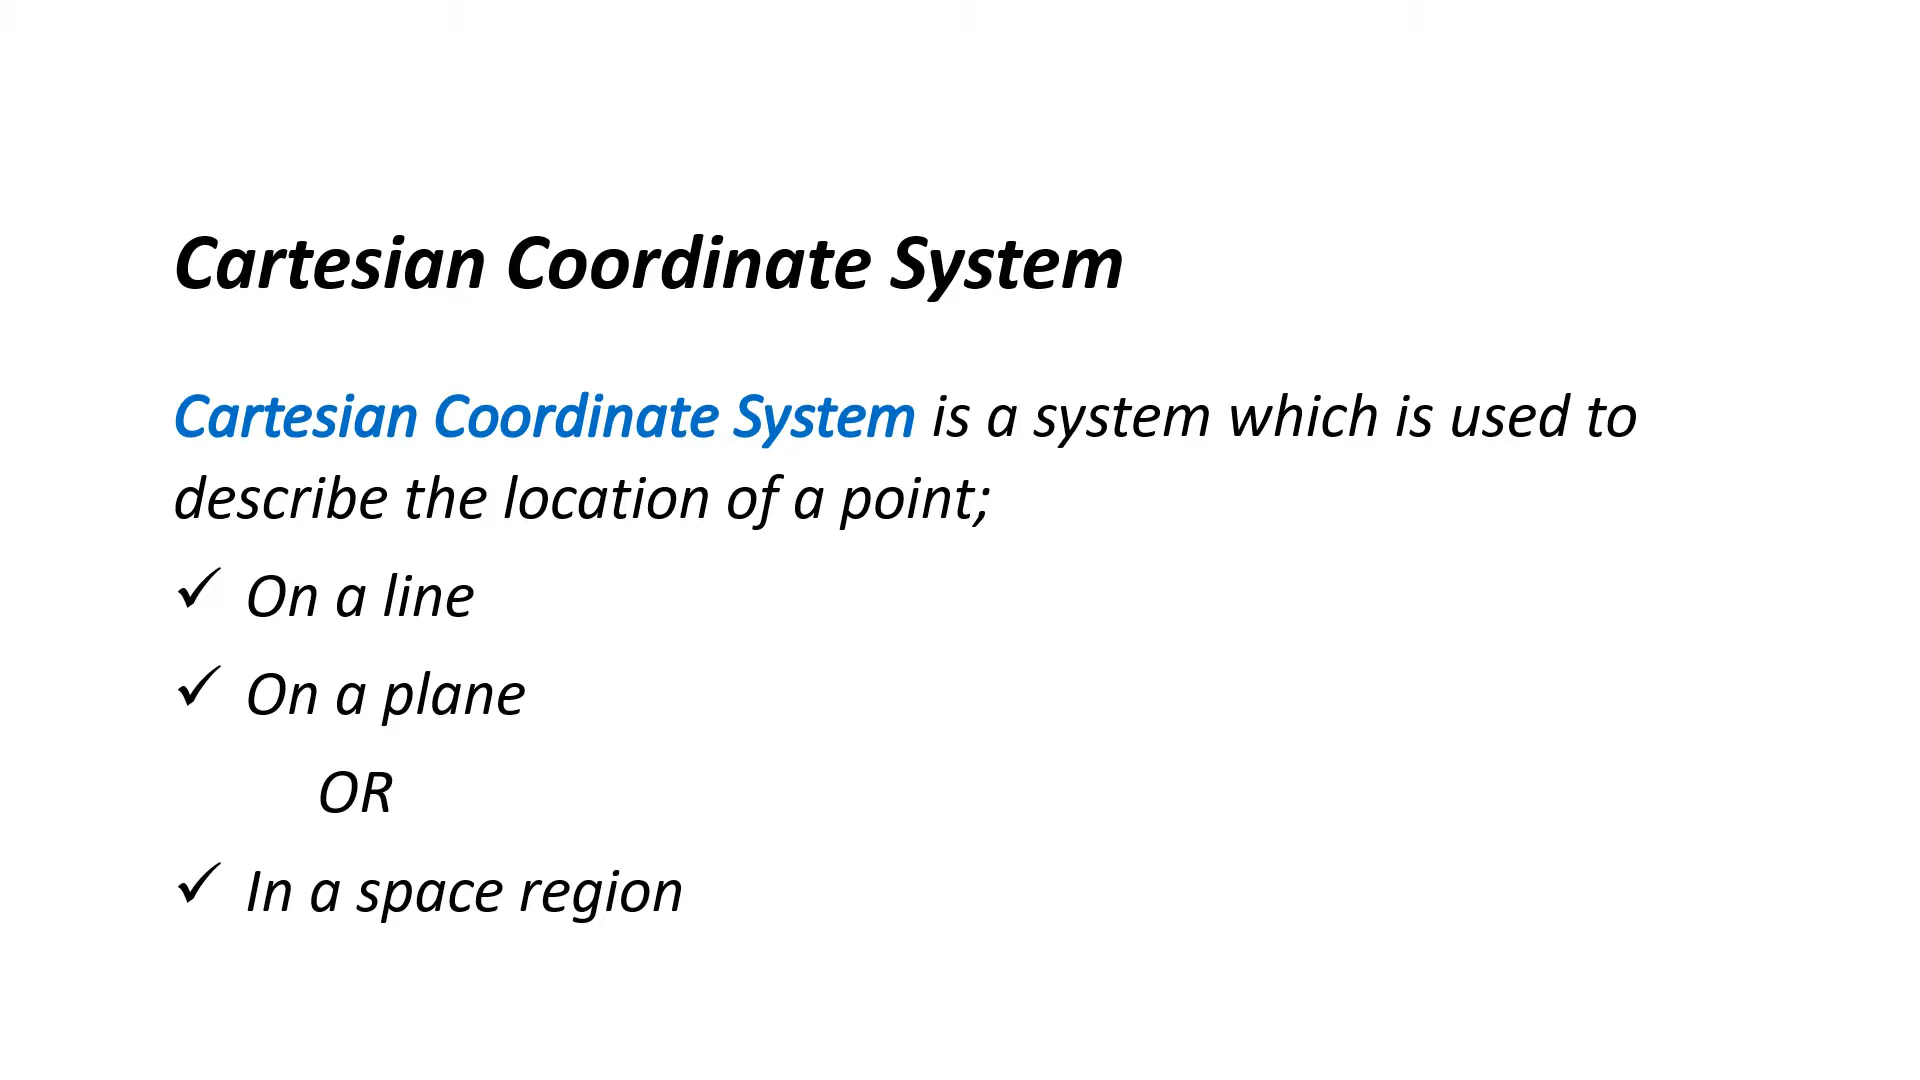 Cartesian Coordinate System
Cartesian Coordinate System is a system which is used to
describe the location of a point;
✓ On a line
✓ On a plane
OR
✓ In a space region